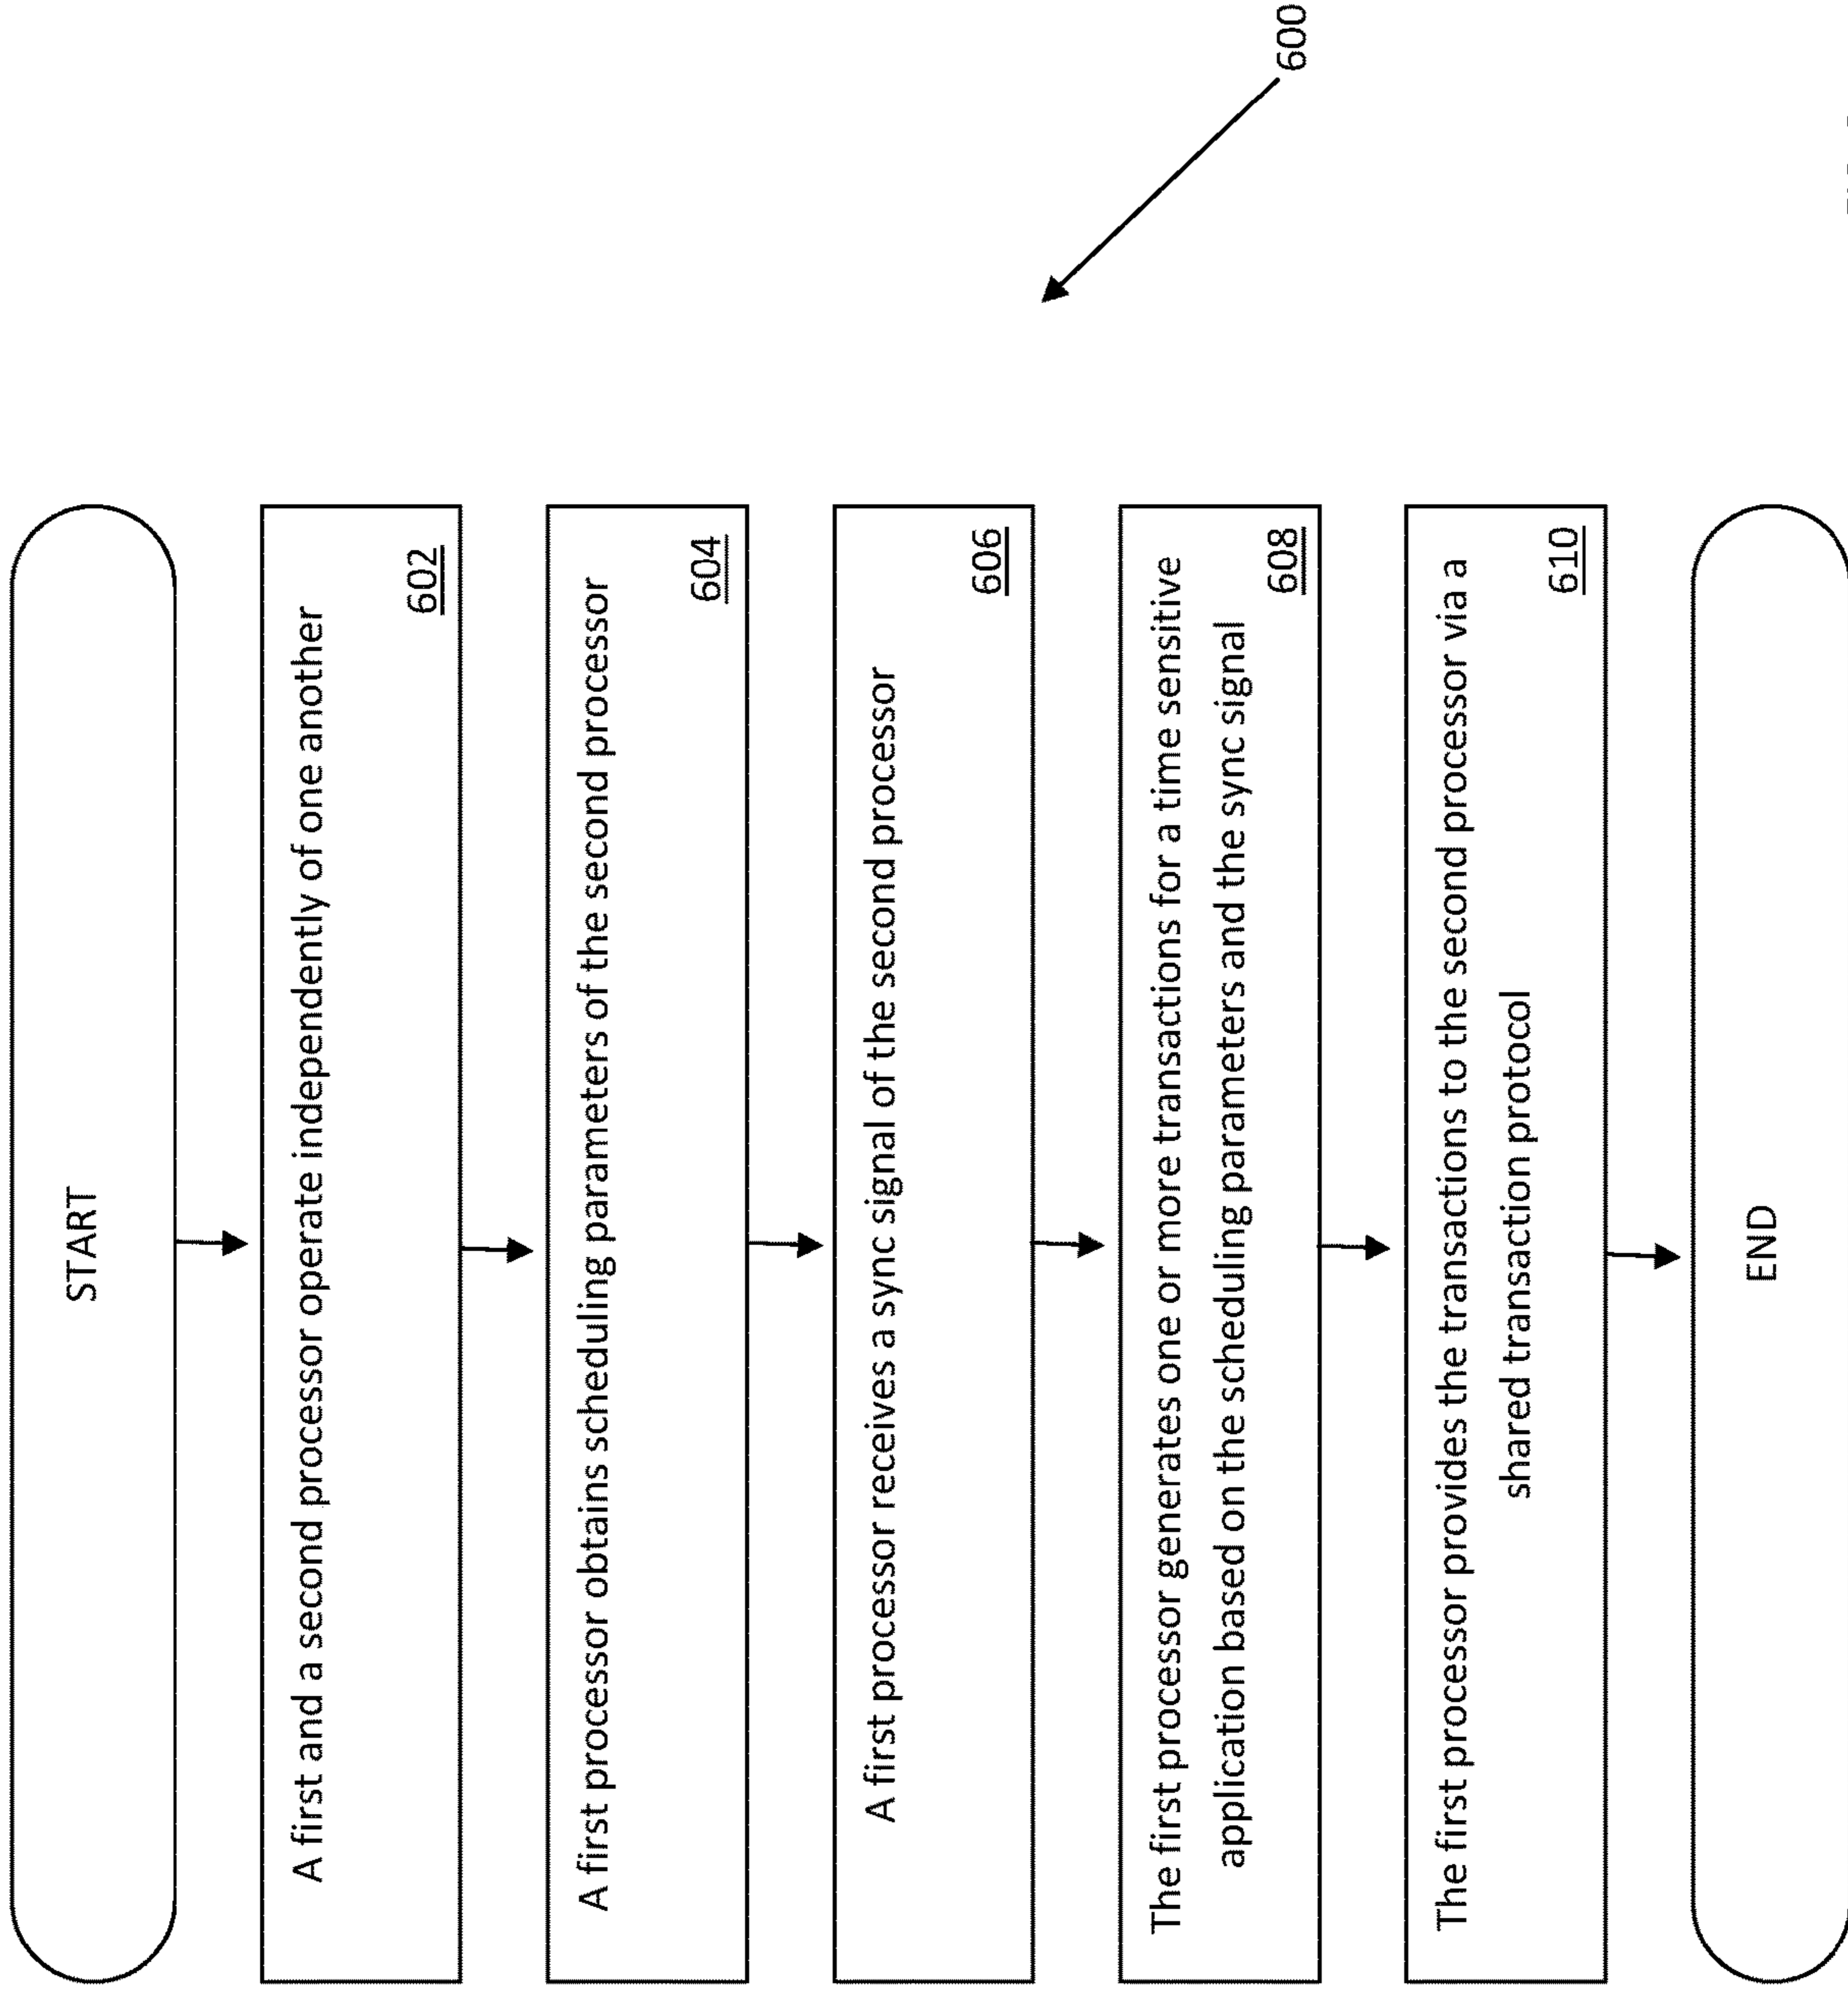 START
A first and a second processor operate independently of one another
602
A first processor obtains scheduling parameters of the second processor
604
A first processor receives a sync signal of the second processor
606
The first processor generates one or more transactions for a time sensitive
application based on the scheduling parameters and the sync signal
608
The first processor provides the transactions to the second processor via a
shared transaction protocol
610
END
600